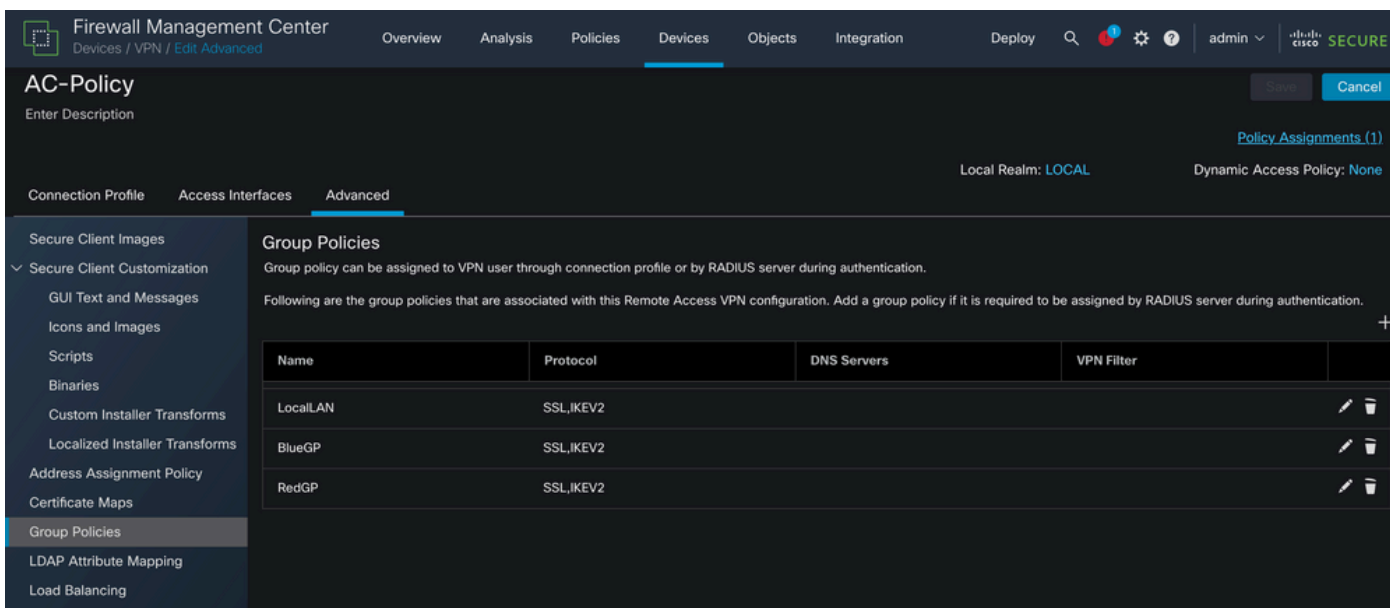 Firewall Management Center
Devices / VPN / Edit Advanced
Overview Analysis Policies Devices Objects Integration Deploy 1 admin cisco SECURE
AC-Policy
Save Cancel
Enter Description
Policy Assignments (1)
Local Realm: LOCAL Dynamic Access Policy: None
Connection Profile Access Interfaces Advanced
Secure Client Images
Secure Client Customization
GUI Text and Messages
Icons and Images
Scripts
Binaries
Custom Installer Transforms
Localized Installer Transforms
Address Assignment Policy
Certificate Maps
Group Policies
LDAP Attribute Mapping
Load Balancing
Group Policies
Group policy can be assigned to VPN user through connection profile or by RADIUS server during authentication.
Following are the group policies that are associated with this Remote Access VPN configuration. Add a group policy if it is required to be assigned by RADIUS server during authentication.
+
Name Protocol DNS Servers VPN Filter
LocalLAN SSL,IKEV2
BlueGP SSL,IKEV2
RedGP SSL,IKEV2